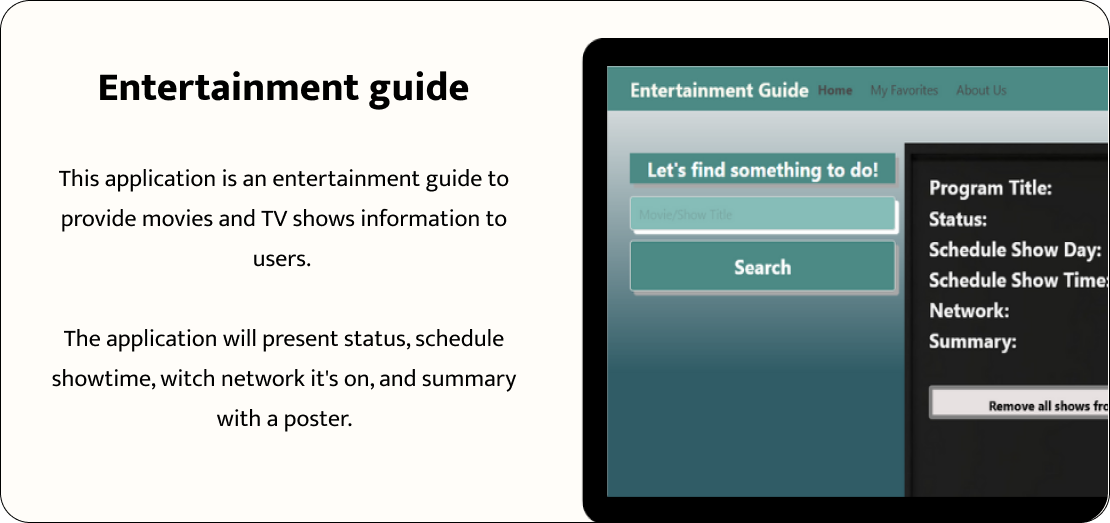 Entertainment guide
This application is an entertainment guide to
provide movies and TV shows information to
users.
The application will present status, schedule
showtime, witch network it's on, and summary
with a poster.
Entertainment Guide Home My Favorites About Us
Let's find something to do!
Movie/Show Title
Search
Program Title:
Status:
Schedule Show Day:
Schedule Show Time:
Network:
Summary:
Remove all shows fro